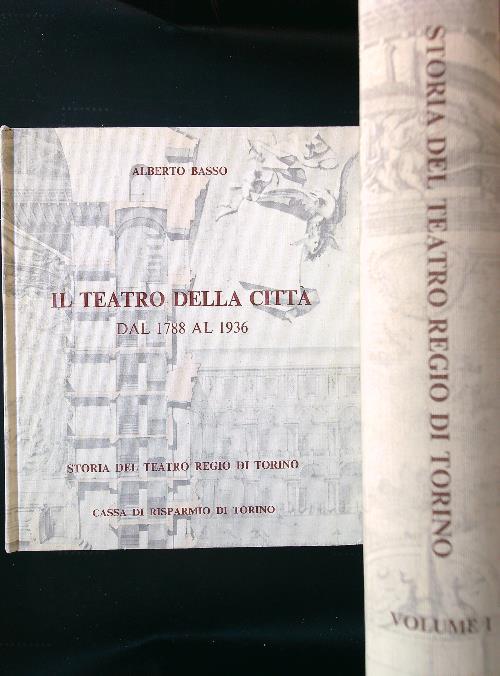 ALBERTO BASSO
IL TEATRO DELLA CITTÀ
DAL 1788 AL 1936
STORIA DEL TEATRO REGIO DI TORINO
CASSA DI RISPARMIO DI TORINO
STORIA DEL TEATRO REGIO DI TORINO
VOLUME I